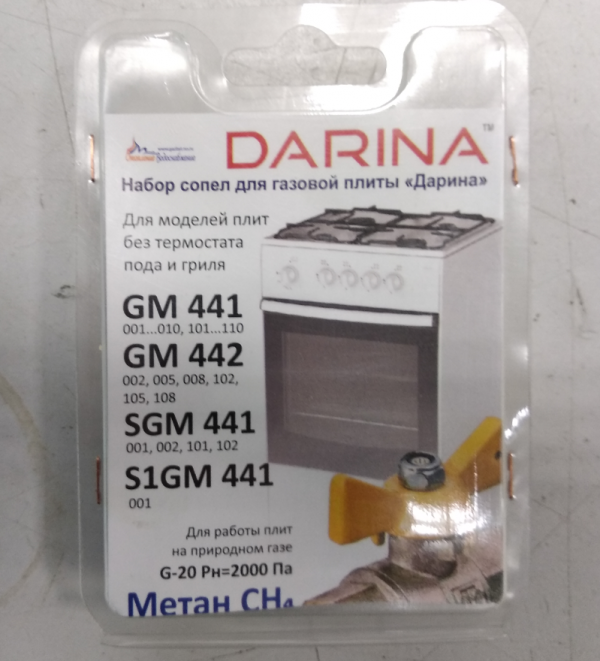 DARINA™
Набор сопел для газовой плиты «Дарина»
Для моделей плит
без термостата
пода и гриля
GM 441
001...010, 101...110
GM 442
002, 005, 008, 102,
105, 108
SGM 441
001, 002, 101, 102
S1GM 441
001
Для работы плит
на природном газе
G-20 Рн=2000 Па
Метан CH₄